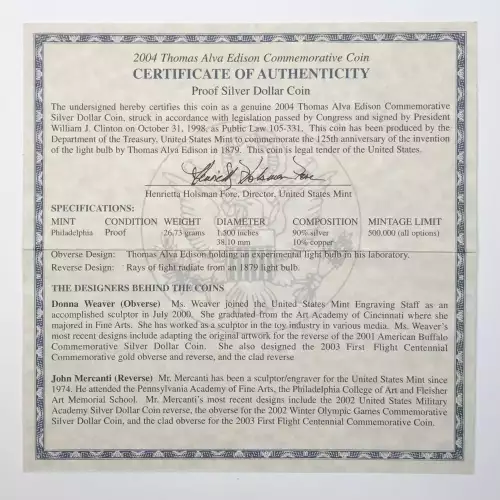 2004 Thomas Alva Edison Commemorative Coin
CERTIFICATE OF AUTHENTICITY
Proof Silver Dollar Coin
The undersigned hereby certifies this coin as a genuine 2004 Thomas Alva Edison Commemorative
Silver Dollar Coin, struck in accordance with legislation passed by Congress and signed by President
William J. Clinton on October 31, 1998, as Public Law 105-331. This coin has been produced by the
Department of the Treasury, United States Mint to commemorate the 125th anniversary of the invention
of the light bulb by Thomas Alva Edison in 1879. This coin is legal tender of the United States.
Henrietta Holsman Fore
Henrietta Holsman Fore, Director, United States Mint
SPECIFICATIONS:
MINT CONDITION WEIGHT DIAMETER COMPOSITION MINTAGE LIMIT
Philadelphia Proof 26.73 grams 1.500 inches 90% silver 500,000 (all options)
38.10 mm 10% copper
Obverse Design: Thomas Alva Edison holding an experimental light bulb in his laboratory.
Reverse Design: Rays of light radiate from an 1879 light bulb.
THE DESIGNERS BEHIND THE COINS
Donna Weaver (Obverse) Ms. Weaver joined the United States Mint Engraving Staff as an
accomplished sculptor in July 2000. She graduated from the Art Academy of Cincinnati where she
majored in Fine Arts. She has worked as a sculptor in the toy industry in various media. Ms. Weaver's
most recent designs include adapting the original artwork for the reverse of the 2001 American Buffalo
Commemorative Silver Dollar Coin. She also designed the 2003 First Flight Centennial
Commemorative gold obverse and reverse, and the clad reverse.
John Mercanti (Reverse) Mr. Mercanti has been a sculptor/engraver for the United States Mint since
1974. He attended the Pennsylvania Academy of Fine Arts, the Philadelphia College of Art and Fleisher
Art Memorial School. Mr. Mercanti's most recent designs include the 2002 United States Military
Academy Silver Dollar Coin reverse, the obverse for the 2002 Winter Olympic Games Commemorative
Silver Dollar Coin, and the clad obverse for the 2003 First Flight Centennial Commemorative Coin.